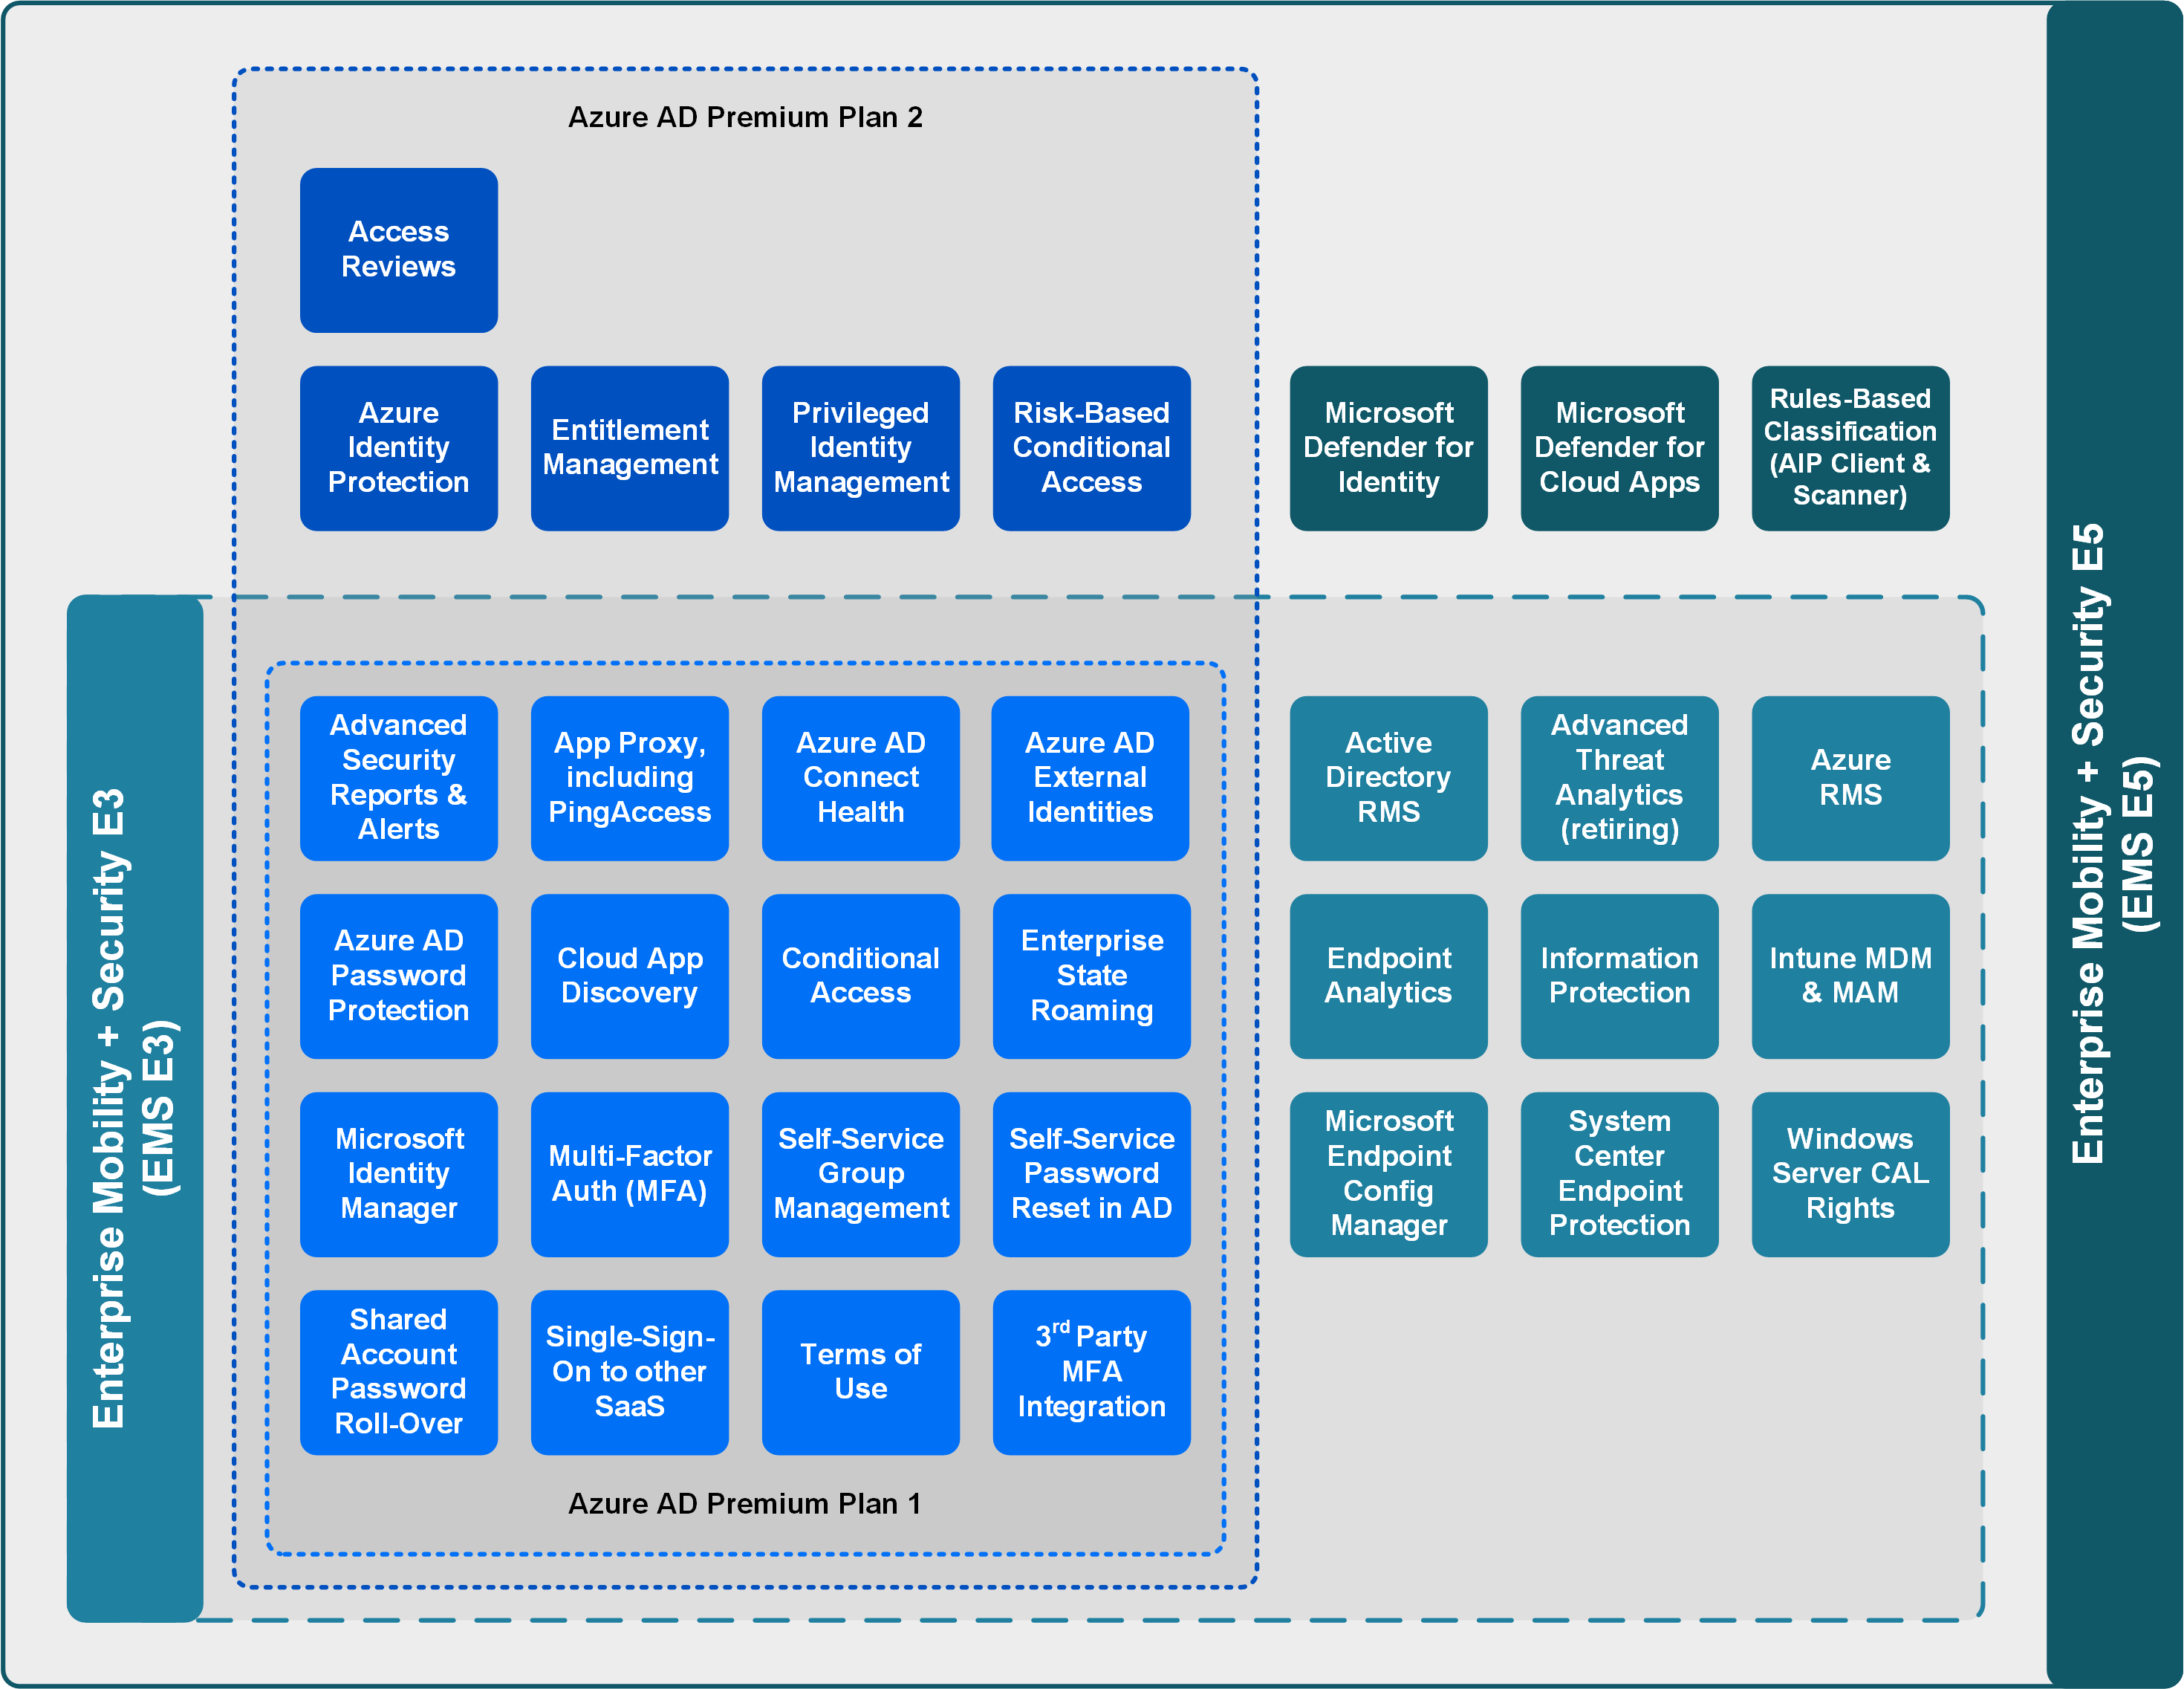 Azure AD Premium Plan 2
Access
Reviews
Azure
Identity
Protection
Entitlement
Management
Privileged
Identity
Management
Risk-Based
Conditional
Access
Microsoft
Defender for
Identity
Microsoft
Defender for
Cloud Apps
Rules-Based
Classification
(AIP Client &
Scanner)
Enterprise Mobility + Security E3
(EMS E3)
Advanced
Security
Reports &
Alerts
App Proxy,
including
PingAccess
Azure AD
Connect
Health
Azure AD
External
Identities
Active
Directory
RMS
Advanced
Threat
Analytics
(retiring)
Azure
RMS
Azure AD
Password
Protection
Cloud App
Discovery
Conditional
Access
Enterprise
State
Roaming
Endpoint
Analytics
Information
Protection
Intune MDM
& MAM
Microsoft
Identity
Manager
Multi-Factor
Auth (MFA)
Self-Service
Group
Management
Self-Service
Password
Reset in AD
Microsoft
Endpoint
Config
Manager
System
Center
Endpoint
Protection
Windows
Server CAL
Rights
Shared
Account
Password
Roll-Over
Single-Sign-
On to other
SaaS
Terms of
Use
3rd Party
MFA
Integration
Azure AD Premium Plan 1
Enterprise Mobility + Security E5
(EMS E5)